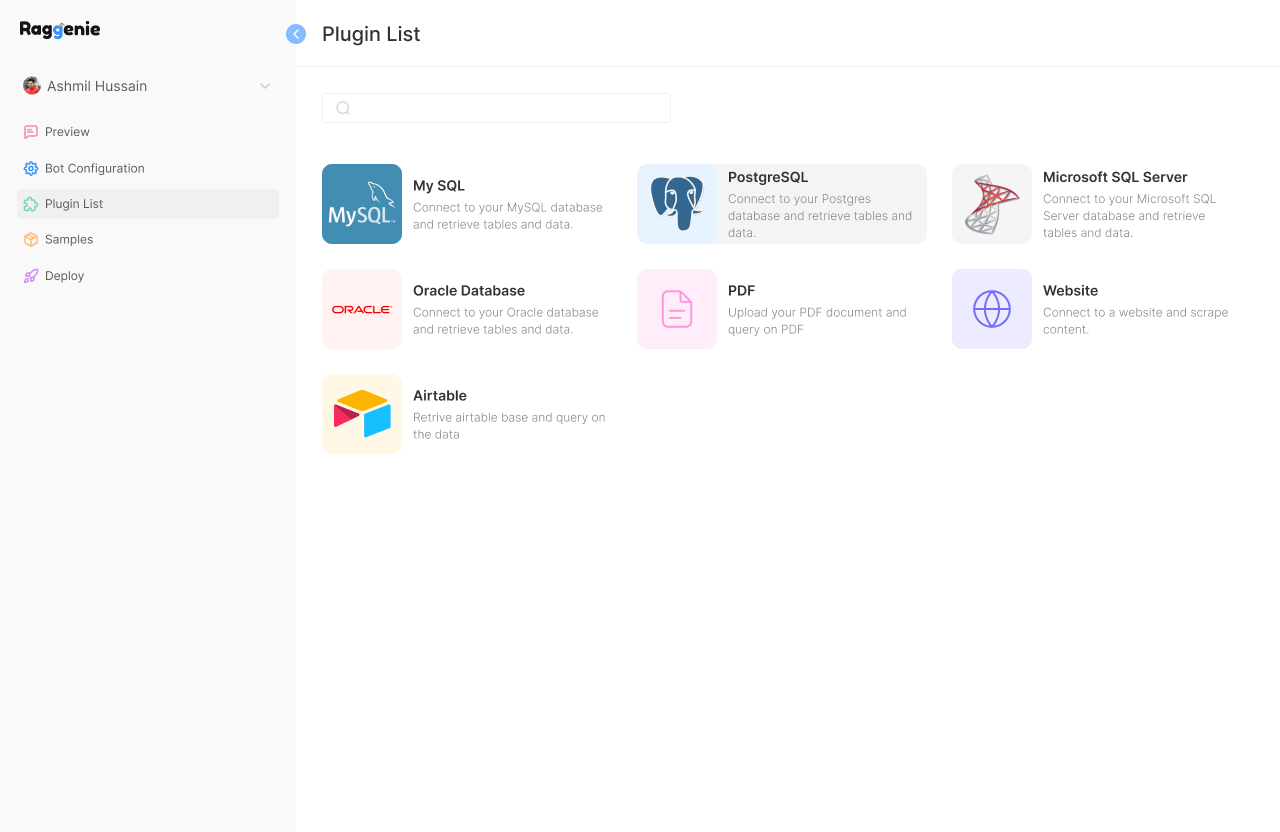 Raggenie
Plugin List
Ashmil Hussain
Preview
Bot Configuration
Plugin List
Samples
Deploy
MySQL
My SQL
Connect to your MySQL database
and retrieve tables and data.
PostgreSQL
Connect to your Postgres
database and retrieve tables and
data.
Microsoft SQL Server
Connect to your Microsoft SQL
Server database and retrieve
tables and data.
ORACLE
Oracle Database
Connect to your Oracle database
and retrieve tables and data.
PDF
Upload your PDF document and
query on PDF
Website
Connect to a website and scrape
content.
Airtable
Retrive airtable base and query on
the data